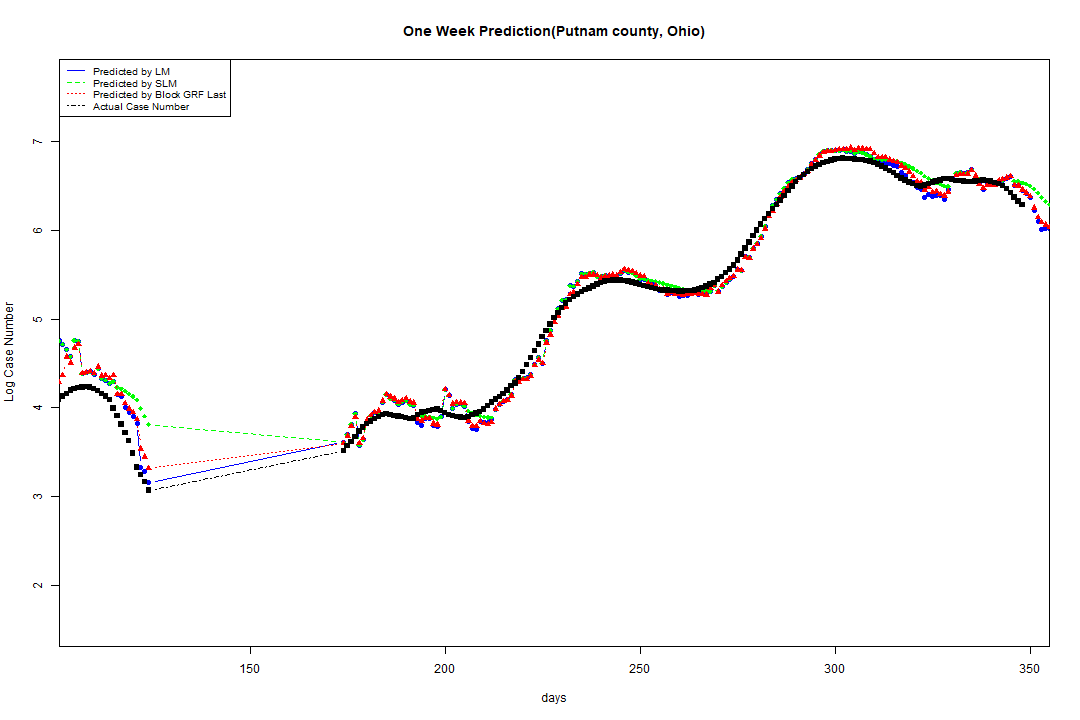 One Week Prediction(Putnam county, Ohio)
Predicted by LM
Predicted by SLM
Predicted by Block GRF Last
Actual Case Number
Log Case Number
7
6
5
4
3
2
150 200 250 300 350
days